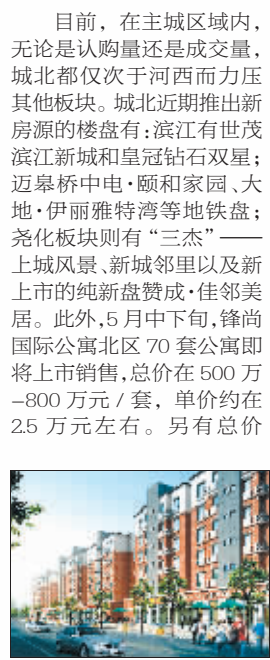 目前，在主城区域内，
无论是认购量还是成交量，
城北都仅次于河西而力压
其他板块。城北近期推出新
房源的楼盘有：滨江有世茂
滨江新城和皇冠钻石双星；
迈皋桥中电·颐和家园、大
地·伊丽雅特湾等地铁盘；
尧化板块则有“三杰”——
上城风景、新城邻里以及新
上市的纯新盘赞成·佳邻美
居。此外，5月中下旬，锋尚
国际公寓北区70套公寓即
将上市销售，总价在500万
-800万元/套，单价约在
2.5万元左右。另有总价